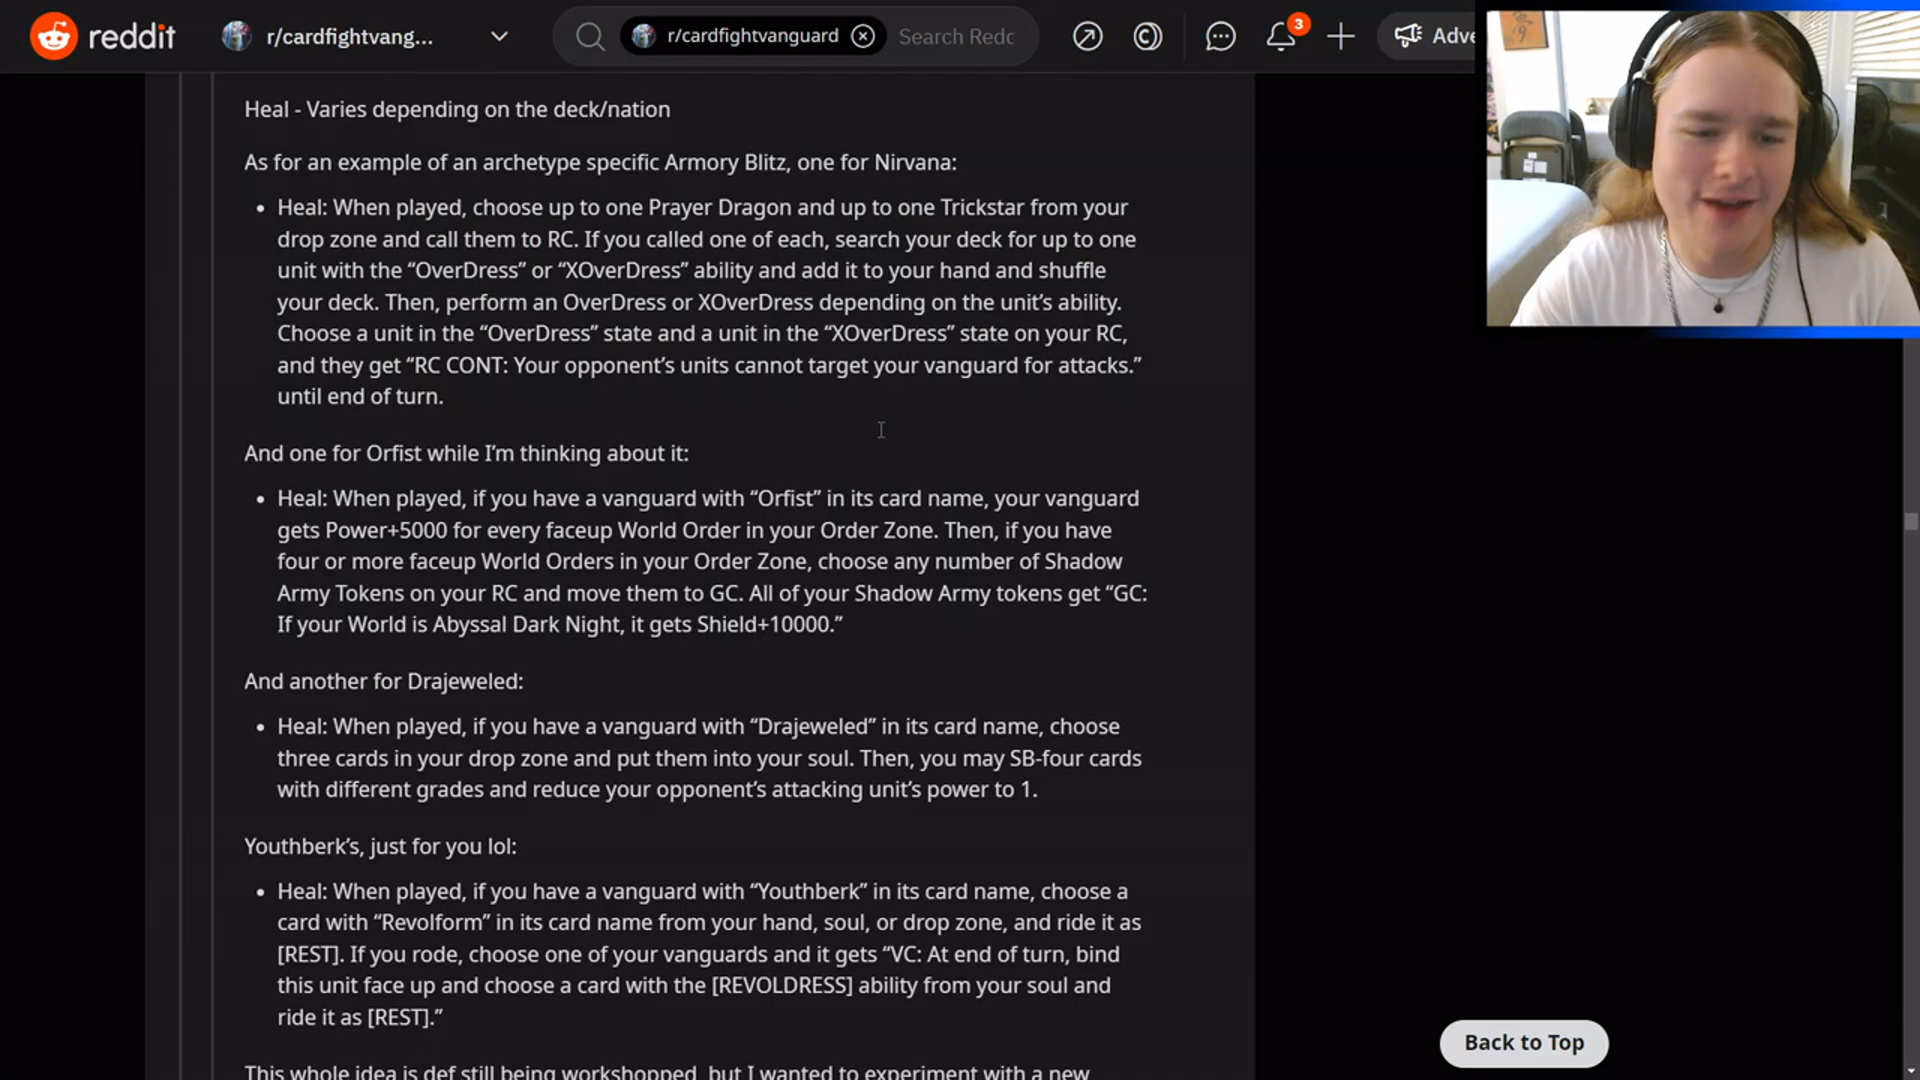 reddit
r/cardfightvang...
r/cardfightvanguard
Search Redc
3
Adve
Heal - Varies depending on the deck/nation
As for an example of an archetype specific Armory Blitz, one for Nirvana:
• Heal: When played, choose up to one Prayer Dragon and up to one Trickstar from your
drop zone and call them to RC. If you called one of each, search your deck for up to one
unit with the “OverDress” or “XOverDress” ability and add it to your hand and shuffle
your deck. Then, perform an OverDress or XOverDress depending on the unit’s ability.
Choose a unit in the “OverDress” state and a unit in the “XOverDress” state on your RC,
and they get “RC CONT: Your opponent’s units cannot target your vanguard for attacks.”
until end of turn.
And one for Orfist while I’m thinking about it:
• Heal: When played, if you have a vanguard with “Orfist” in its card name, your vanguard
gets Power+5000 for every faceup World Order in your Order Zone. Then, if you have
four or more faceup World Orders in your Order Zone, choose any number of Shadow
Army Tokens on your RC and move them to GC. All of your Shadow Army tokens get “GC:
If your World is Abyssal Dark Night, it gets Shield+10000.”
And another for Drajeweled:
• Heal: When played, if you have a vanguard with “Drajeweled” in its card name, choose
three cards in your drop zone and put them into your soul. Then, you may SB-four cards
with different grades and reduce your opponent’s attacking unit’s power to 1.
Youthberk’s, just for you lol:
• Heal: When played, if you have a vanguard with “Youthberk” in its card name, choose a
card with “Revolform” in its card name from your hand, soul, or drop zone, and ride it as
[REST]. If you rode, choose one of your vanguards and it gets “VC: At end of turn, bind
this unit face up and choose a card with the [REVOLDRESS] ability from your soul and
ride it as [REST].”
This whole idea is def still being workshopped, but I wanted to experiment with a new
Back to Top